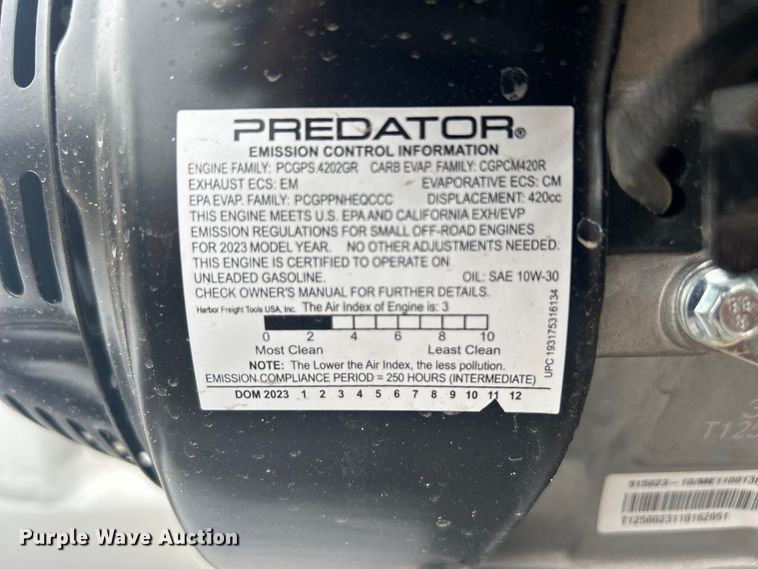 PREDATOR®
EMISSION CONTROL INFORMATION
ENGINE FAMILY: PCGPS.4202GR CARB EVAP. FAMILY: CGPCM420R
EXHAUST ECS: EM EVAPORATIVE ECS: CM
EPA EVAP. FAMILY: PCGPPNHEQCCC DISPLACEMENT: 420cc
THIS ENGINE MEETS U.S. EPA AND CALIFORNIA EXH/EVP
EMISSION REGULATIONS FOR SMALL OFF-ROAD ENGINES
FOR 2023 MODEL YEAR. NO OTHER ADJUSTMENTS NEEDED.
THIS ENGINE IS CERTIFIED TO OPERATE ON
UNLEADED GASOLINE. OIL: SAE 10W-30
CHECK OWNER'S MANUAL FOR FURTHER DETAILS.
Harbor Freight Tools USA, Inc. The Air Index of Engine is: 3
0 2 4 6 8 10
Most Clean Least Clean
NOTE: The Lower the Air Index, the less pollution.
EMISSION COMPLIANCE PERIOD = 250 HOURS (INTERMEDIATE)
DOM 2023 1 2 3 4 5 6 7 8 9 10 11 12
UPC 193175316134
T125
T1250023110162051
Purple Wave Auction